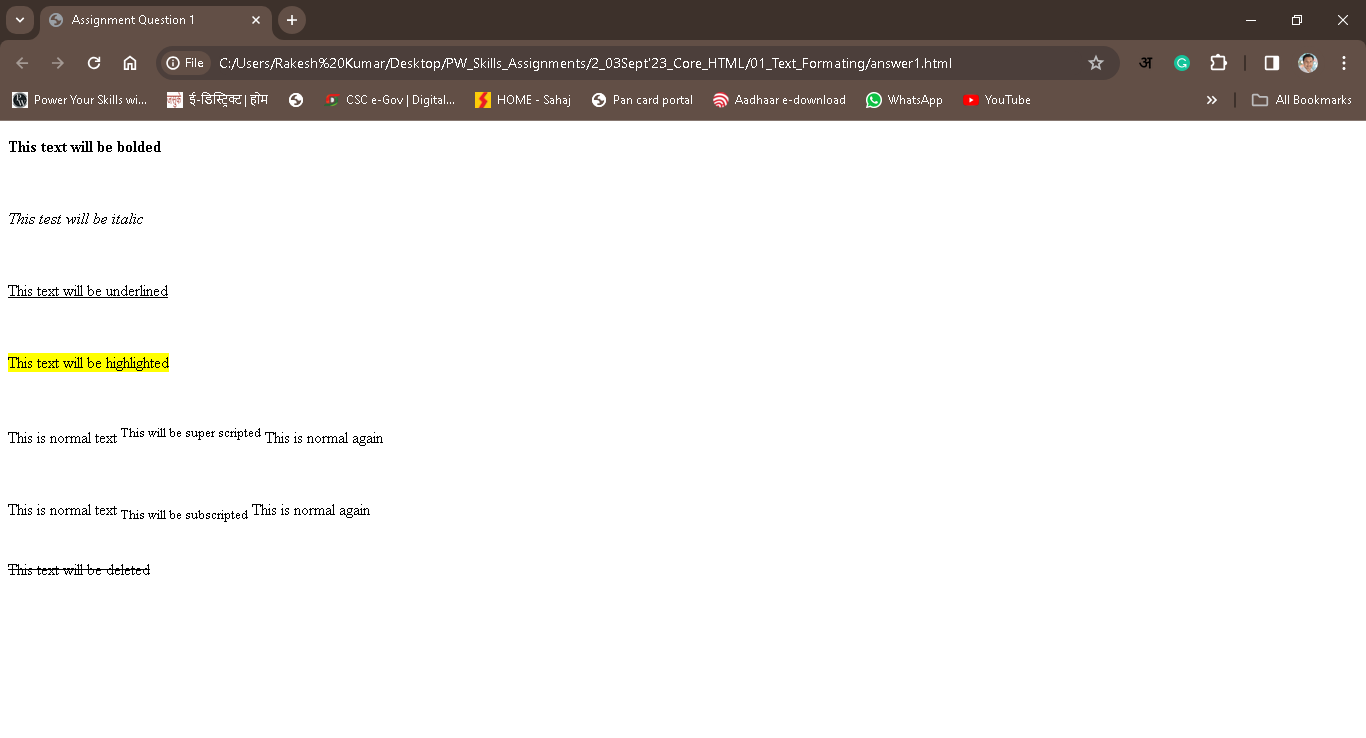 Assignment Question 1
File C:/Users/Rakesh%20Kumar/Desktop/PW_Skills_Assignments/2_03Sept'23_Core_HTML/01_Text_Formating/answer1.html अ G
Power Your Skills wi... ई-डिस्ट्रिक्ट | होम CSC e-Gov | Digital... HOME - Sahaj Pan card portal Aadhaar e-download WhatsApp YouTube » All Bookmarks
This text will be bolded
This test will be italic
This text will be underlined
This text will be highlighted
This is normal text This will be super scripted This is normal again
This is normal text This will be subscripted This is normal again
This text will be deleted